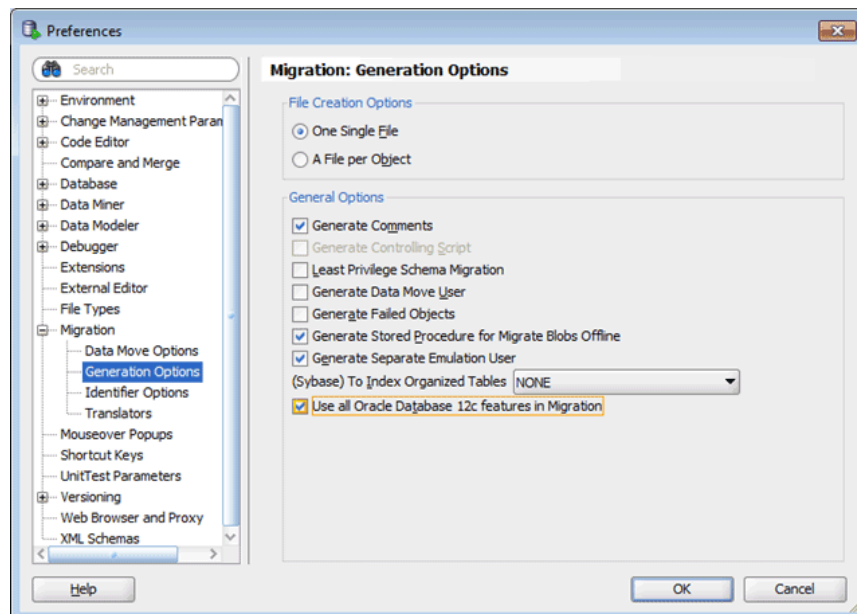 Preferences
Search
Environment
Change Management Paran
Code Editor
Compare and Merge
Database
Data Miner
Data Modeler
Debugger
Extensions
External Editor
File Types
Migration
Data Move Options
Generation Options
Identifier Options
Translators
Mouseover Popups
Shortcut Keys
UnitTest Parameters
Versioning
Web Browser and Proxy
XML Schemas
Migration: Generation Options
File Creation Options
One Single File
A File per Object
General Options
Generate Comments
Generate Controlling Script
Least Privilege Schema Migration
Generate Data Move User
Generate Failed Objects
Generate Stored Procedure for Migrate Blobs Offline
Generate Separate Emulation User
(Sybase) To Index Organized Tables NONE
Use all Oracle Database 12c features in Migration
Help
OK
Cancel